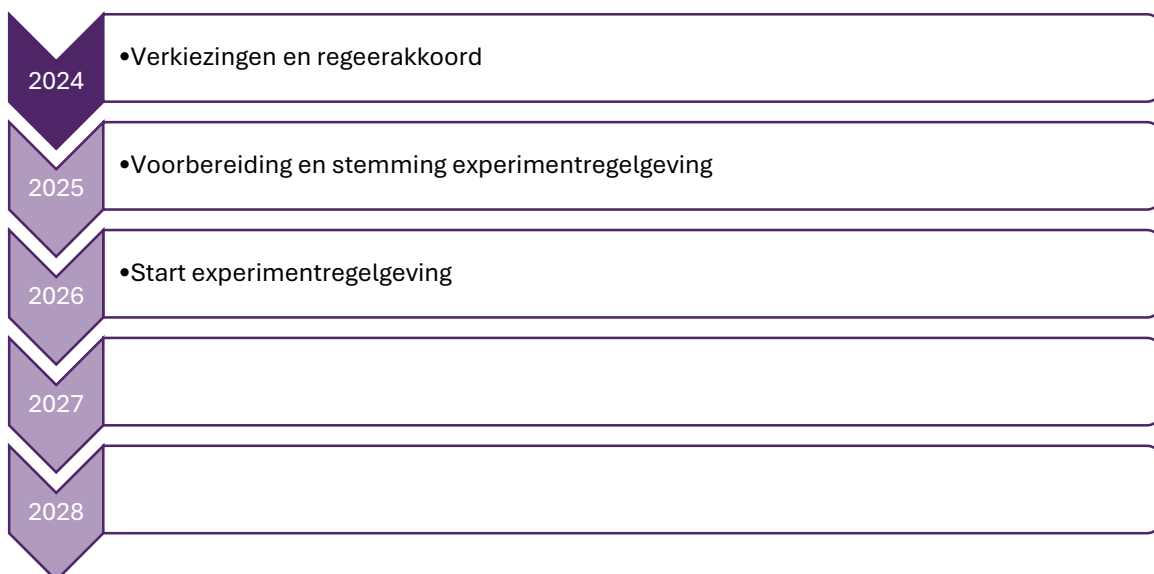 2024
•Verkiezingen en regeerakkoord
2025
•Voorbereiding en stemming experimentregelgeving
2026
•Start experimentregelgeving
2027
2028